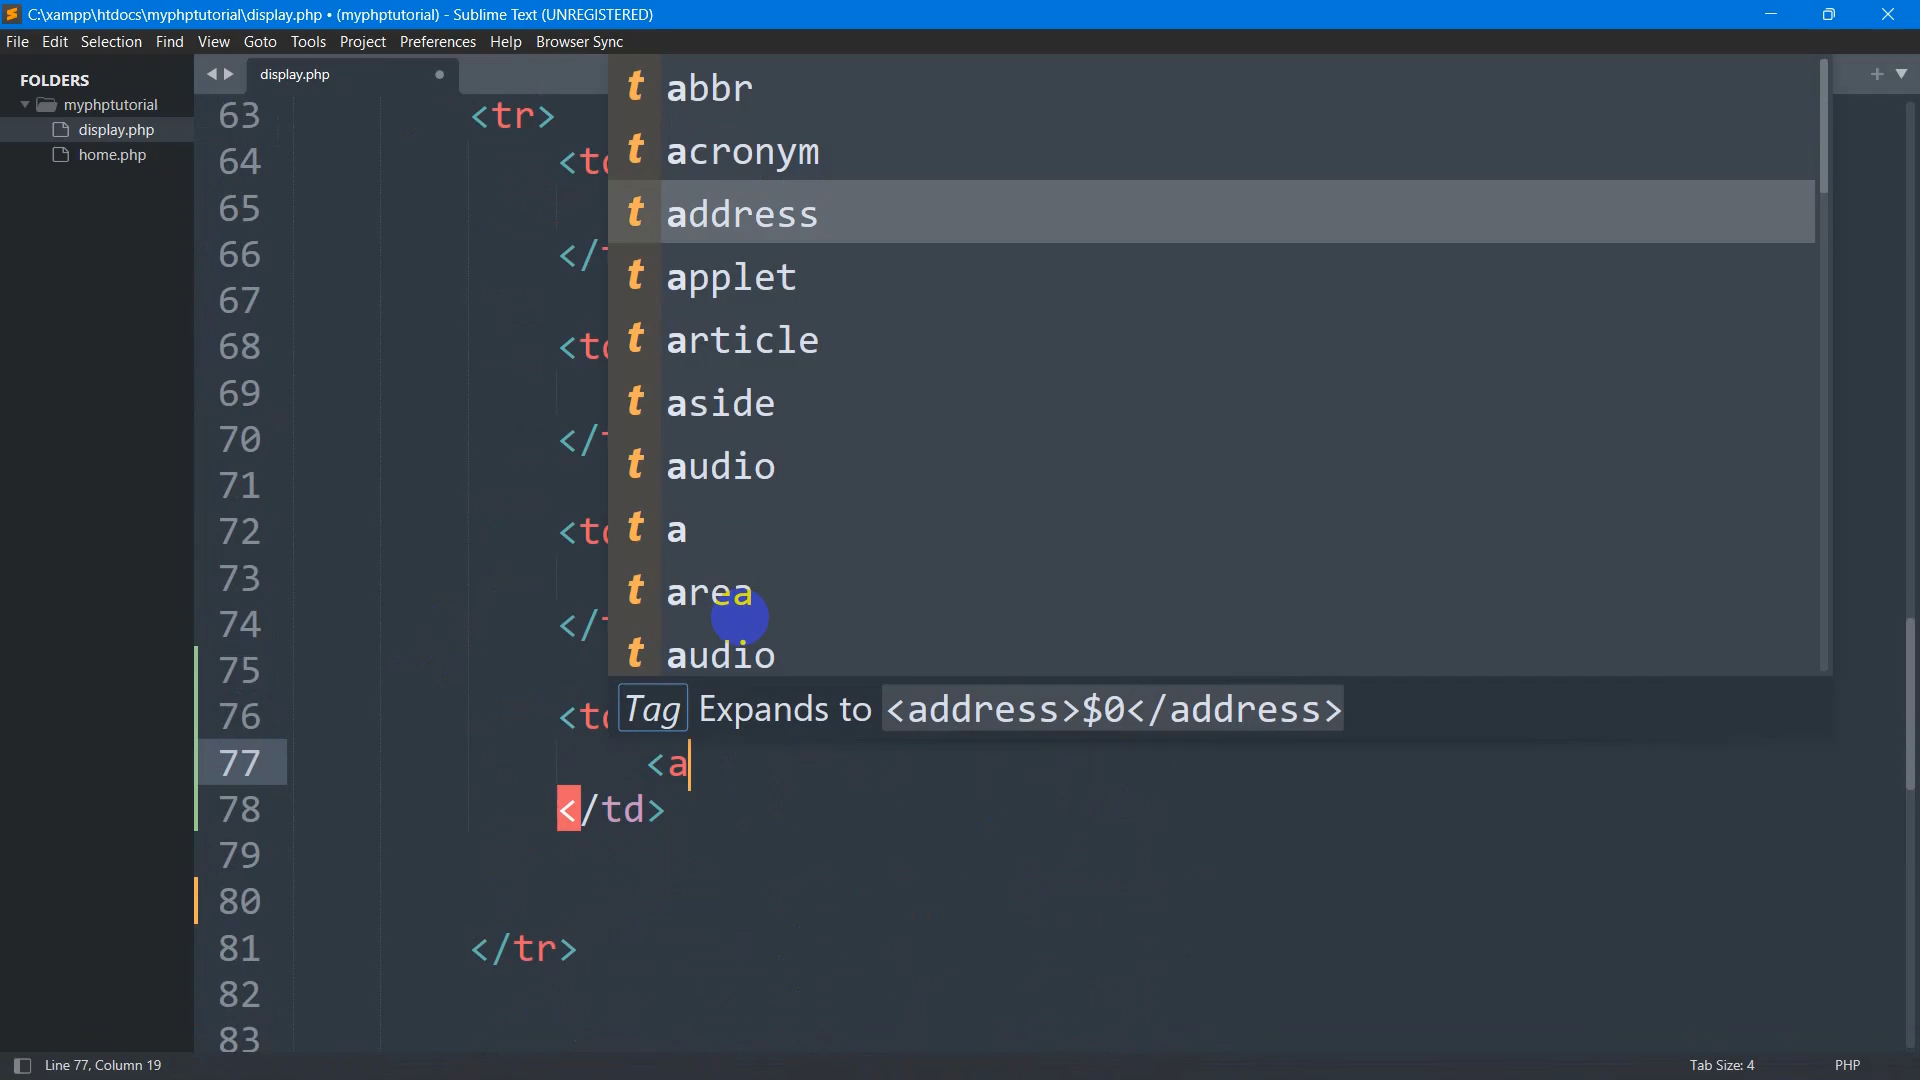 C:\xampp\htdocs\myphptutorial\display.php • (myphptutorial) - Sublime Text (UNREGISTERED)
File Edit Selection Find View Goto Tools Project Preferences Help Browser Sync
FOLDERS
myphptutorial
display.php
home.php
display.php
63 <tr>
64 <td
65
66 </t
67
68 <td
69
70 </t
71
72 <td
73
74 </t
75
76 <td
77 <a
78 </td>
79
80
81 </tr>
82
83
t abbr
t acronym
t address
t applet
t article
t aside
t audio
t a
t area
t audio
Tag Expands to <address>$0</address>
Line 77, Column 19
Tab Size: 4
PHP